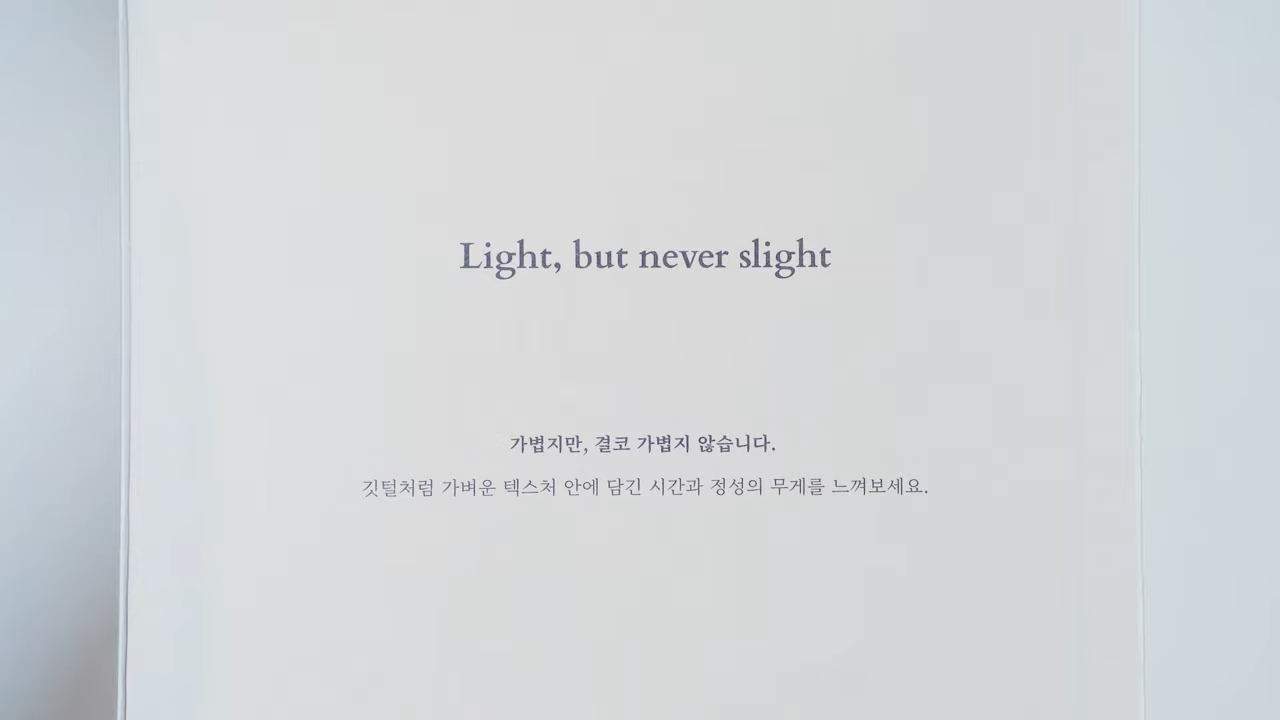 Light, but never slight
가볍지만, 결코 가볍지 않습니다.
깃털처럼 가벼운 텍스처 안에 담긴 시간과 정성의 무게를 느껴보세요.